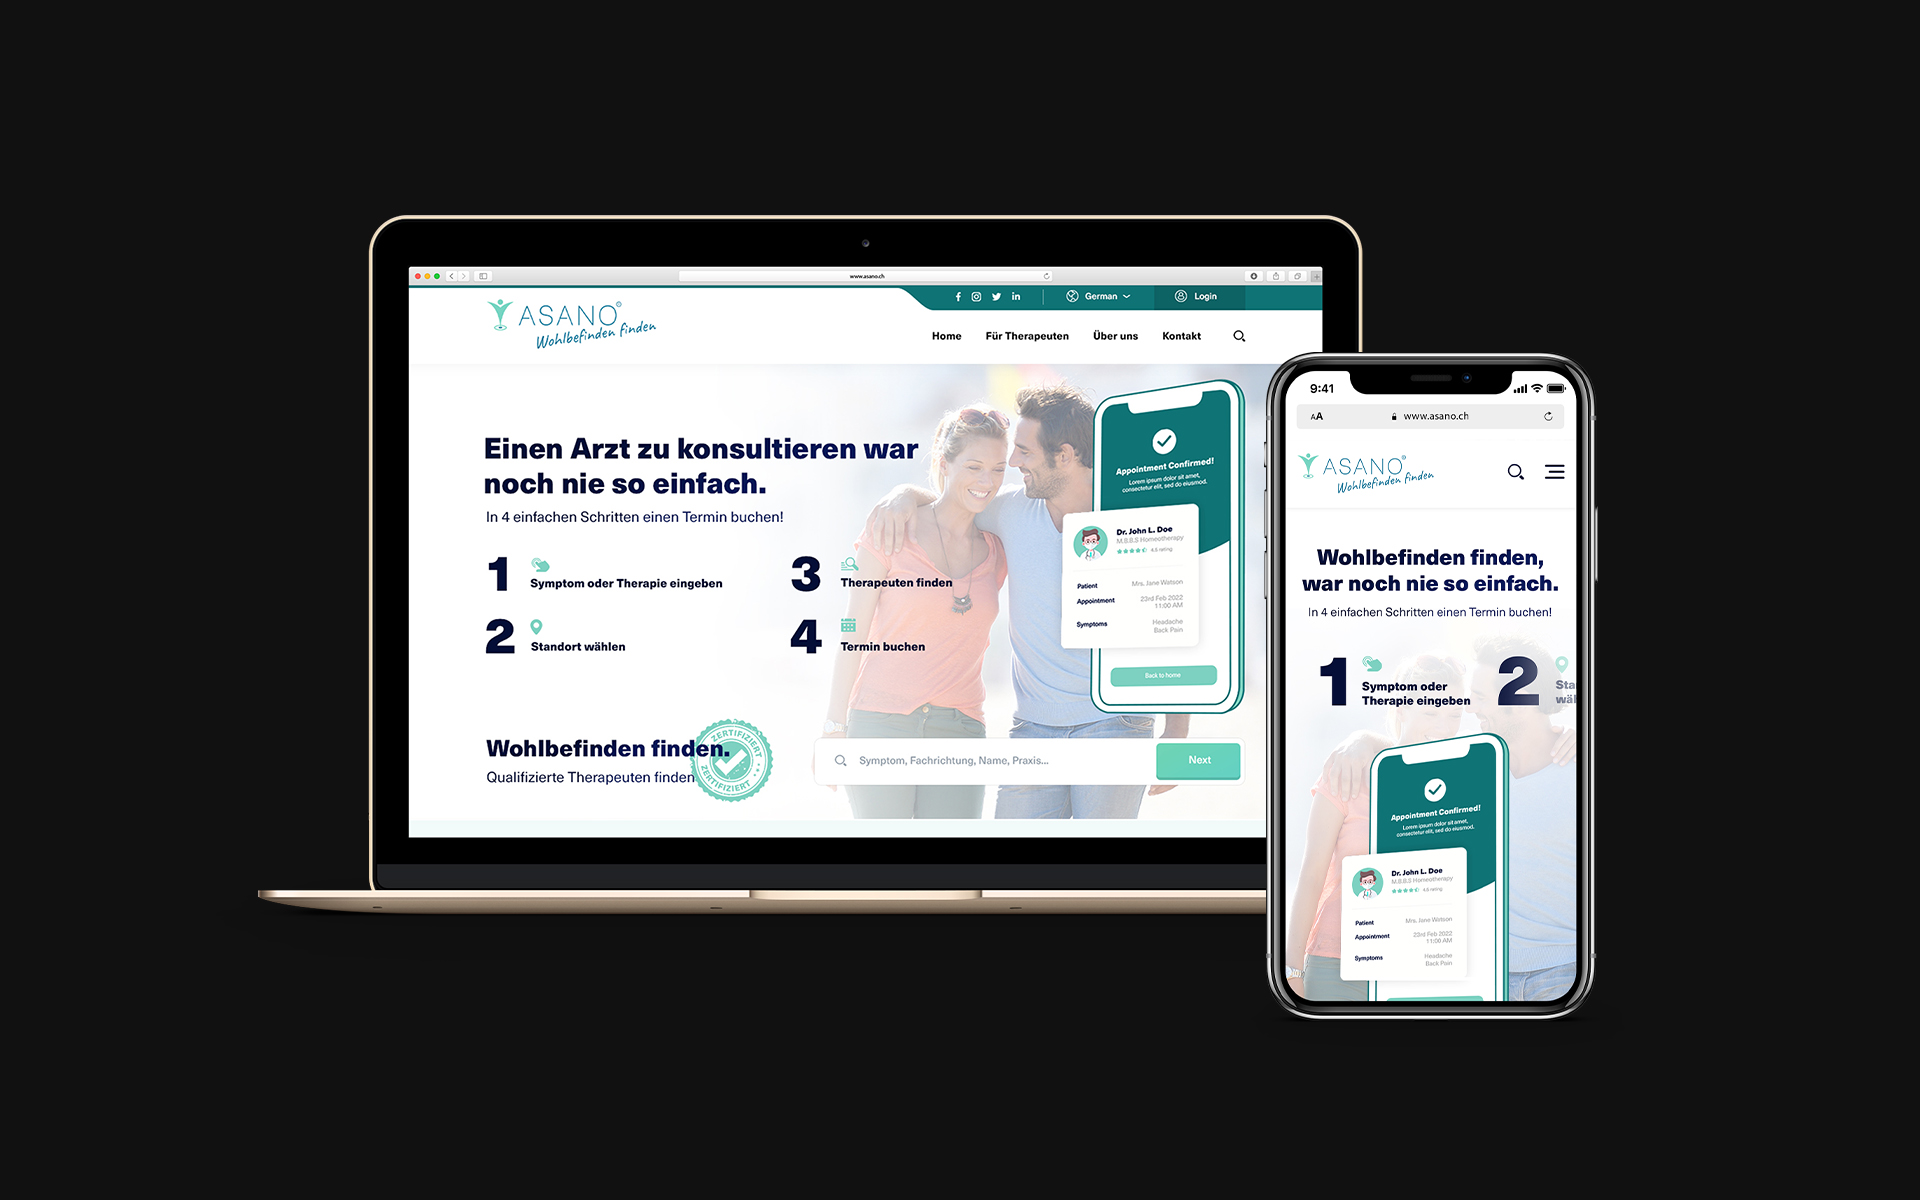 www.asano.ch
German
Login
ASANO®
Wohlbefinden finden
Home
Für Therapeuten
Über uns
Kontakt
Einen Arzt zu konsultieren war
noch nie so einfach.
In 4 einfachen Schritten einen Termin buchen!
1
Symptom oder Therapie eingeben
2
Standort wählen
3
Therapeuten finden
4
Termin buchen
Wohlbefinden finden.
Qualifizierte Therapeuten finden
ZERTIFIZIERT
ZERTIFIZIERT
Symptom, Fachrichtung, Name, Praxis...
Next
Appointment Confirmed!
Lorem ipsum dolor sit amet,
consectetur elit, sed do eiusmod.
Dr. John L. Doe
M.B.B.S Homeotherapy
4.6 rating
Patient
Mrs. Jane Watson
Appointment
23rd Feb 2022
11:00 AM
Symptoms
Headache
Back Pain
Back to home
9:41
AA
www.asano.ch
ASANO®
Wohlbefinden finden
Wohlbefinden finden,
war noch nie so einfach.
In 4 einfachen Schritten einen Termin buchen!
1
Symptom oder
Therapie eingeben
2
Sta
wäl
Appointment Confirmed!
Lorem ipsum dolor sit amet,
consectetur elit, sed do eiusmod.
Dr. John L. Doe
M.B.B.S Homeotherapy
4.6 rating
Patient
Mrs. Jane Watson
Appointment
23rd Feb 2022
11:00 AM
Symptoms
Headache
Back Pain